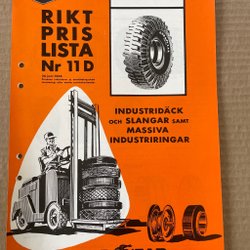 RIKT
PRIS
LISTA
Nr 11 D
INDUSTRIDÄCK
OCH SLANGAR SAMT
MASSIVA
INDUSTRIRINGAR